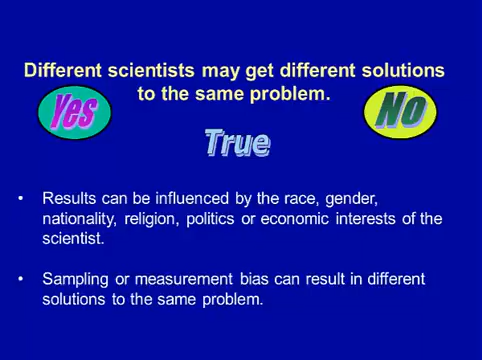 Different scientists may get different solutions
to the same problem.
Yes
No
True
• Results can be influenced by the race, gender,
nationality, religion, politics or economic interests of the
scientist.
• Sampling or measurement bias can result in different
solutions to the same problem.